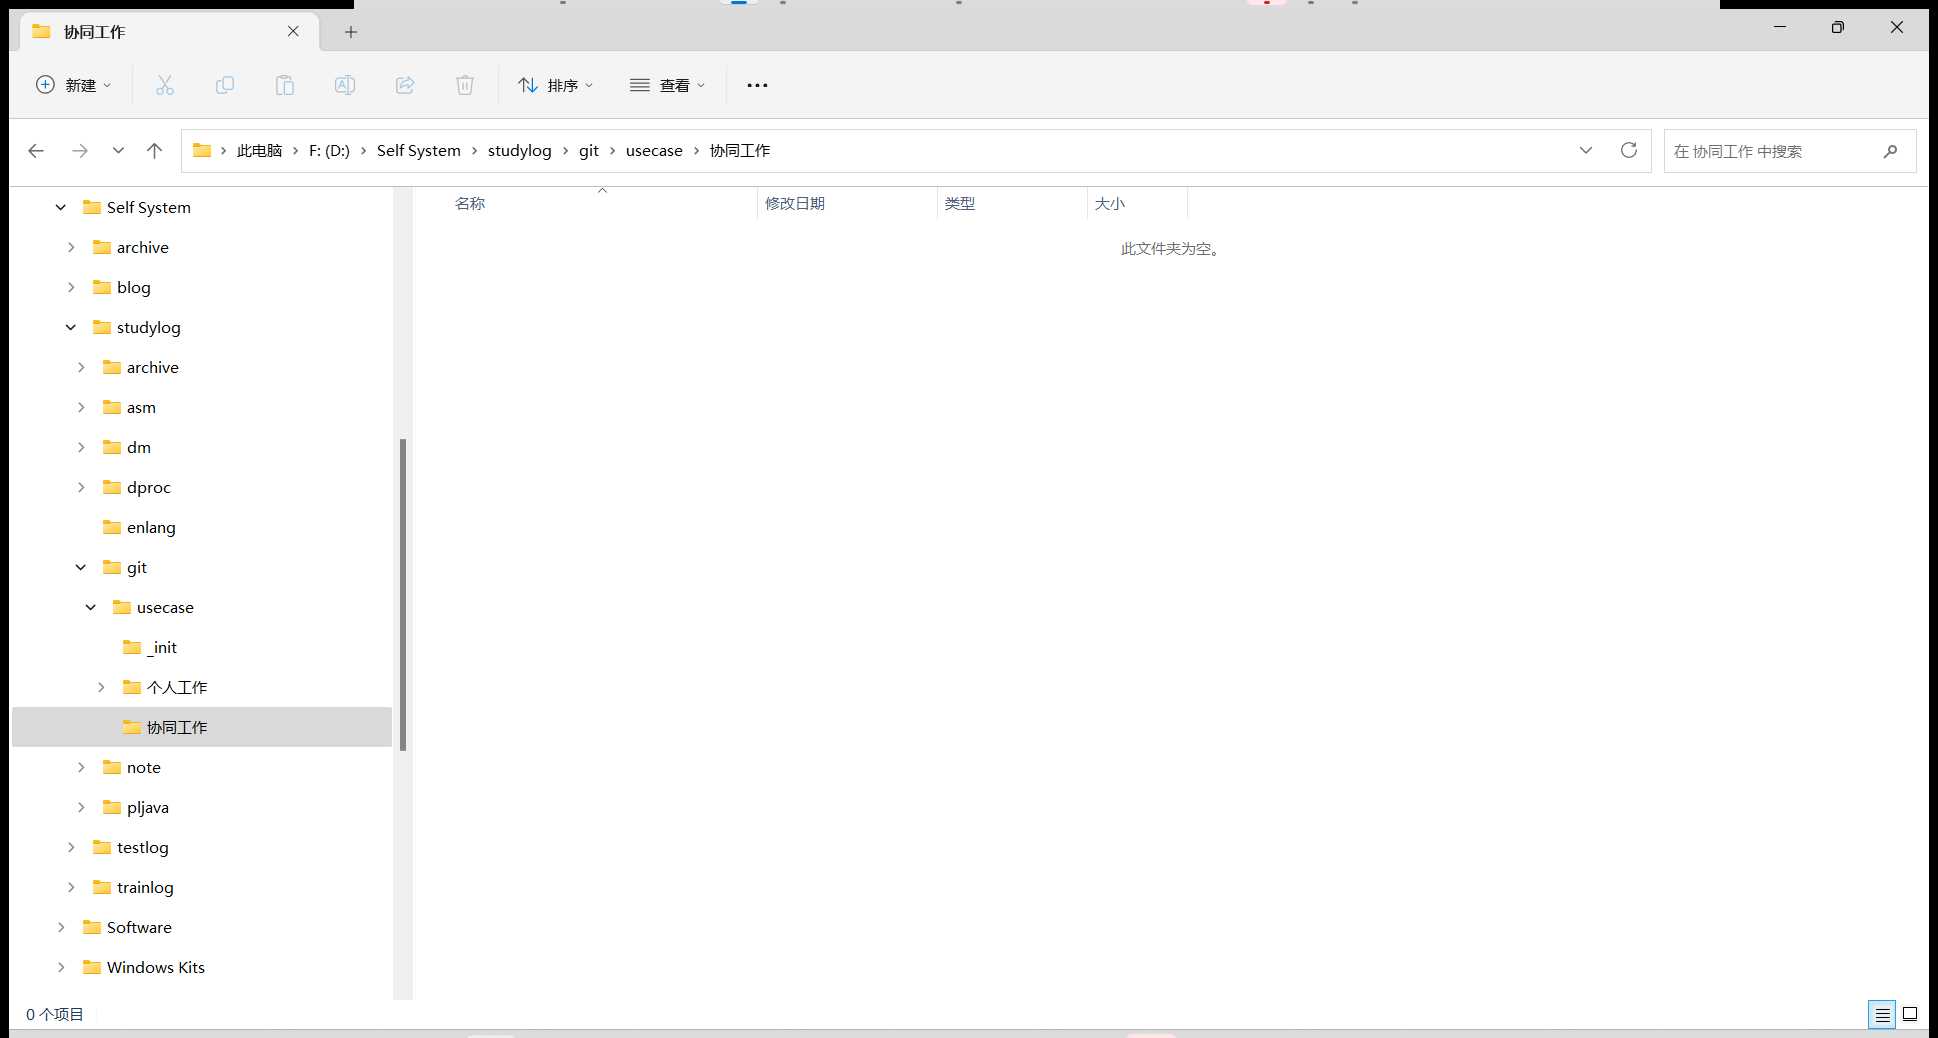 协同工作
新建
排序
查看
此电脑 F: (D:) Self System studylog git usecase 协同工作
在 协同工作 中搜索
Self System
archive
blog
studylog
archive
asm
dm
dproc
enlang
git
usecase
_init
个人工作
协同工作
note
pljava
testlog
trainlog
Software
Windows Kits
名称 修改日期 类型 大小
此文件夹为空。
0 个项目